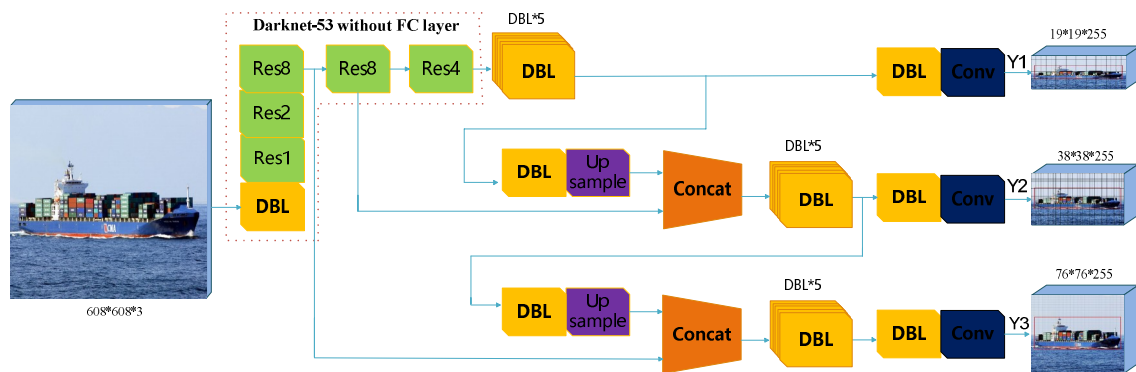 Darknet-53 without FC layer
Res8
Res8
Res4
Res2
Res1
DBL
608*608*3
DBL*5
DBL
DBL
Conv
Y1
19*19*255
DBL
Up
sample
Concat
DBL*5
DBL
DBL
Conv
Y2
38*38*255
DBL
Up
sample
Concat
DBL*5
DBL
DBL
Conv
Y3
76*76*255